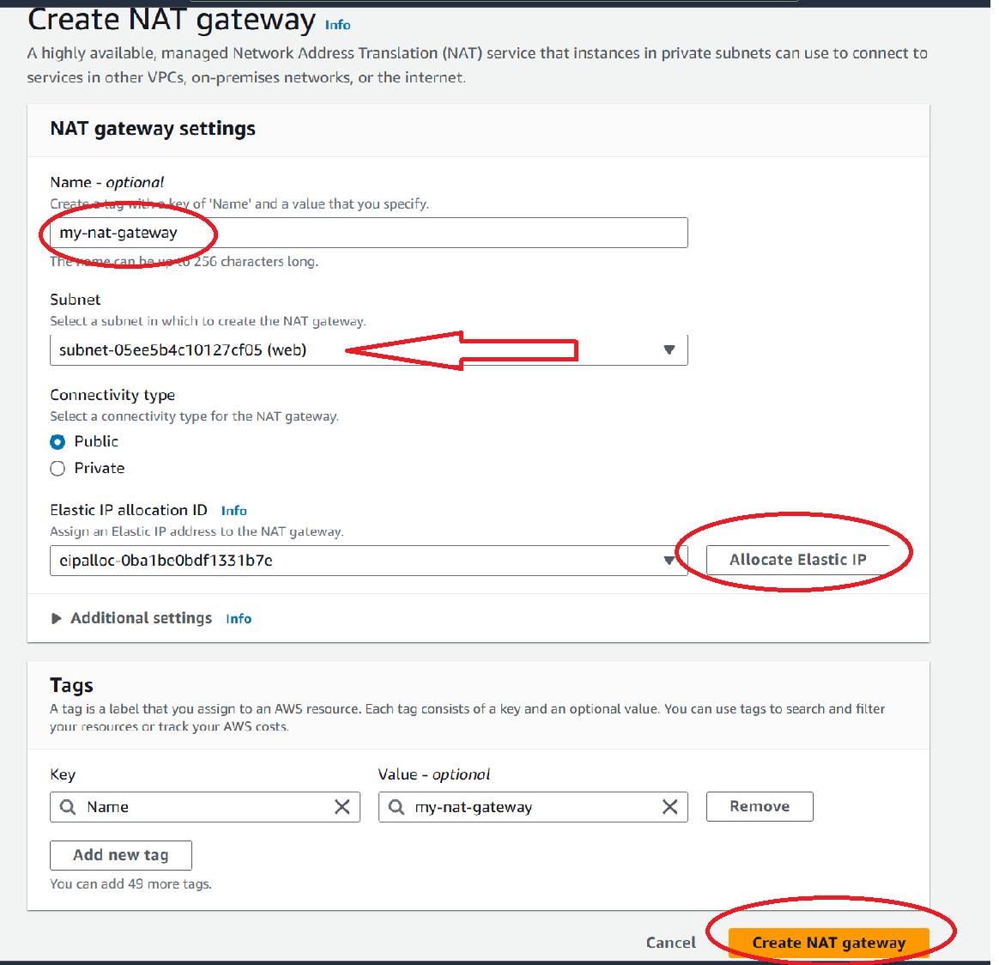 Create NAT gateway Info
A highly available, managed Network Address Translation (NAT) service that instances in private subnets can use to connect to
services in other VPCs, on-premises networks, or the internet.
NAT gateway settings
Name - optional
Create a tag with a key of 'Name' and a value that you specify.
my-nat-gateway
The name can be up to 256 characters long.
Subnet
Select a subnet in which to create the NAT gateway.
subnet-05ee5b4c10127cf05 (web)
Connectivity type
Select a connectivity type for the NAT gateway.
Public
Private
Elastic IP allocation ID Info
Assign an Elastic IP address to the NAT gateway.
eipalloc-0ba1be0bdf1331b7e
Allocate Elastic IP
Additional settings Info
Tags
A tag is a label that you assign to an AWS resource. Each tag consists of a key and an optional value. You can use tags to search and filter
your resources or track your AWS costs.
Key
Value - optional
Name
my-nat-gateway
Remove
Add new tag
You can add 49 more tags.
Cancel
Create NAT gateway